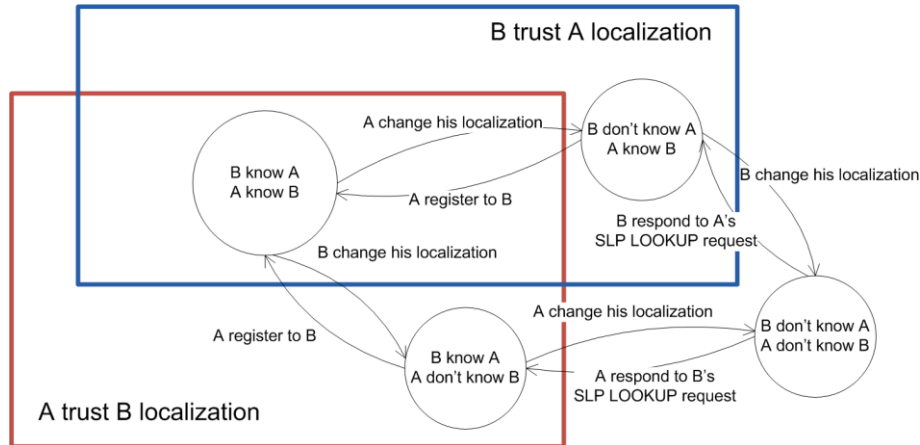 B trust A localization
A change his localization
B don't know A
A know B
B know A
A know B
A register to B
B change his localization
B respond to A's
SLP LOOKUP request
B change his localization
A change his localization
A register to B
B don't know A
A don't know B
B know A
A don't know B
A respond to B's
SLP LOOKUP request
A trust B localization